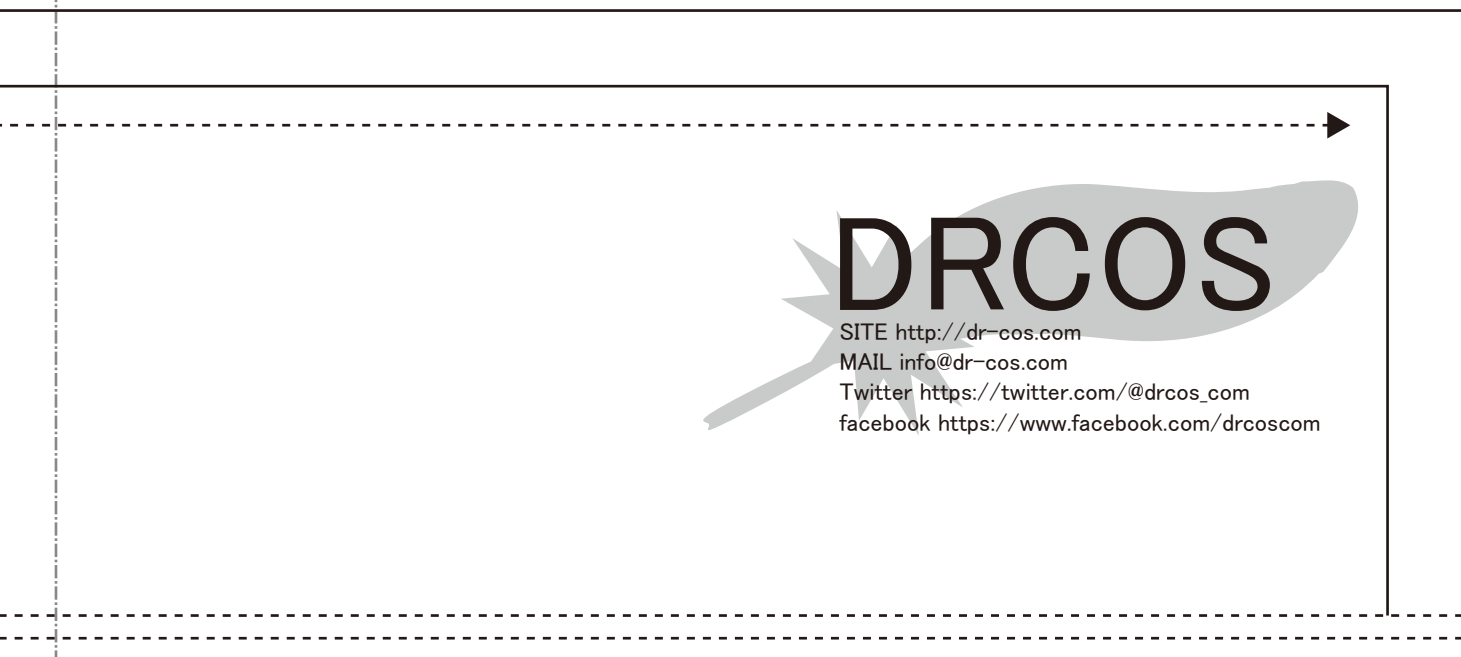 DRCOS
SITE http://dr-cos.com
MAIL info@dr-cos.com
Twitter https://twitter.com/@drcos_com
facebook https://www.facebook.com/drcoscom